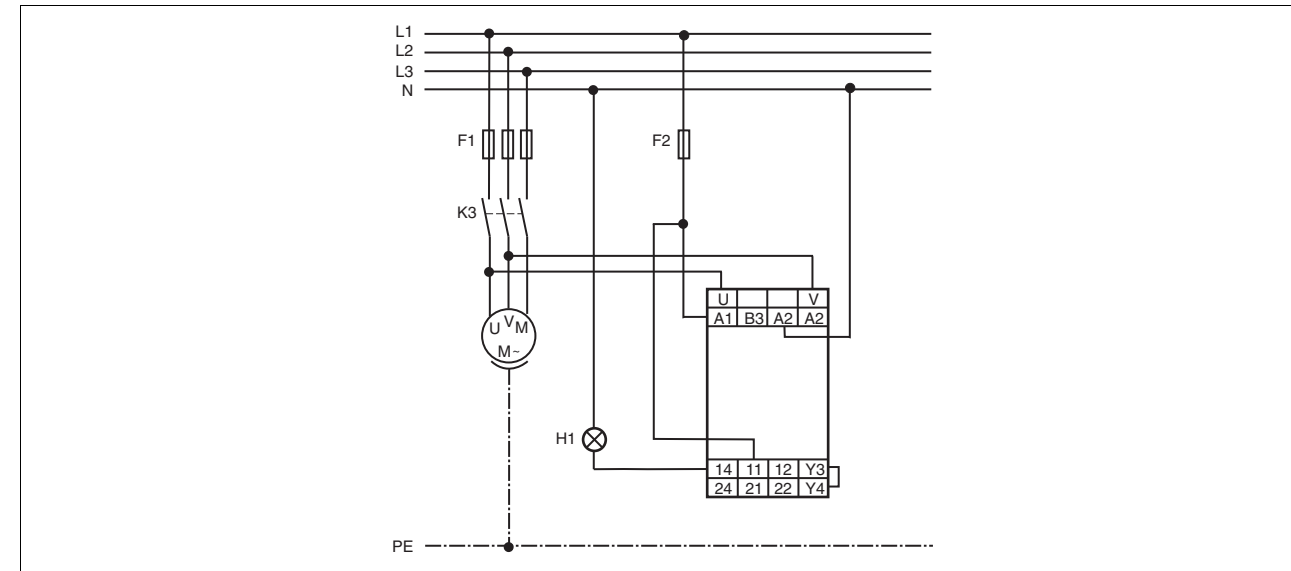 L1
L2
L3
N
F1
F2
K3
U V M
M~
U V
A1 B3 A2 A2
H1
14 11 12 Y3
24 21 22 Y4
PE